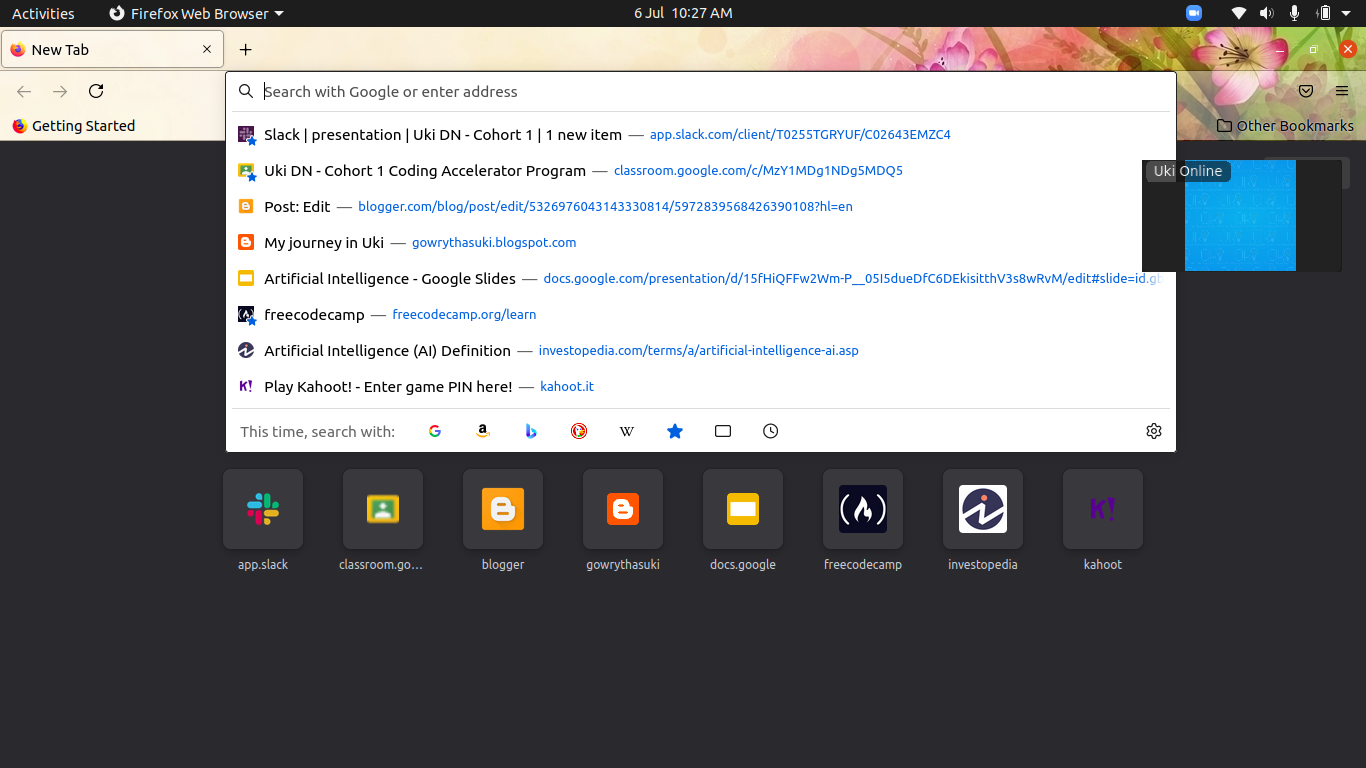 Activities Firefox Web Browser 6 Jul 10:27 AM
New Tab
Search with Google or enter address
Getting Started Other Bookmarks
Slack | presentation | Uki DN - Cohort 1 | 1 new item — app.slack.com/client/T0255TGRYUF/C02643EMZC4
Uki DN - Cohort 1 Coding Accelerator Program — classroom.google.com/c/MzY1MDg1NDg5MDQ5
Uki Online
Post: Edit — blogger.com/blog/post/edit/5326976043143330814/5972839568426390108?hl=en
My journey in Uki — gowrythasuki.blogspot.com
Artificial Intelligence - Google Slides — docs.google.com/presentation/d/15fHiQFFw2Wm-P__05I5dueDfC6DEkisitthV3s8wRvM/edit#slide=id.gb
freecodecamp — freecodecamp.org/learn
Artificial Intelligence (AI) Definition — investopedia.com/terms/a/artificial-intelligence-ai.asp
K! Play Kahoot! - Enter game PIN here! — kahoot.it
This time, search with: G a b W
K!
app.slack classroom.go... blogger gowrythasuki docs.google freecodecamp investopedia kahoot